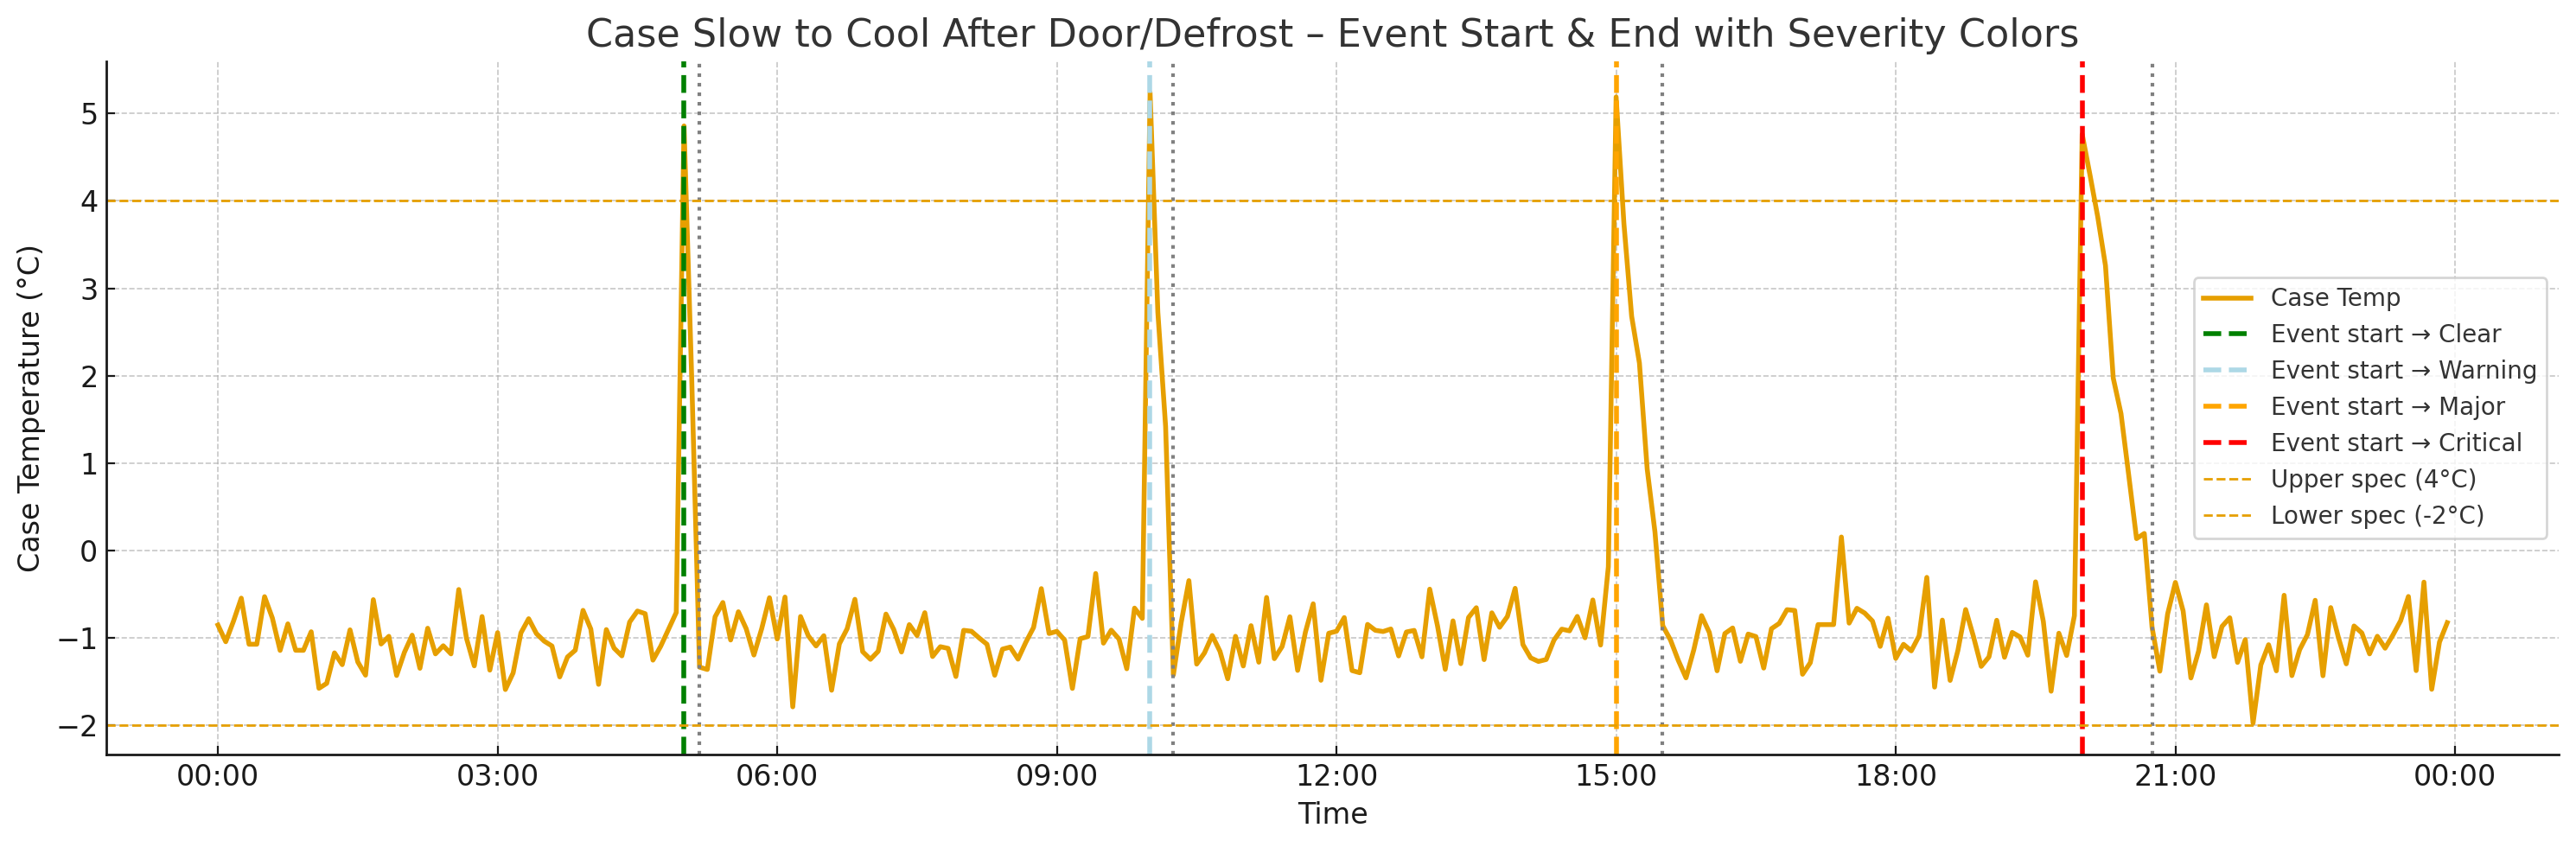 Case Slow to Cool After Door/Defrost – Event Start & End with Severity Colors
Case Temperature (°C)
5
4
3
2
1
0
−1
−2
Case Temp
Event start → Clear
Event start → Warning
Event start → Major
Event start → Critical
Upper spec (4°C)
Lower spec (-2°C)
00:00 03:00 06:00 09:00 12:00 15:00 18:00 21:00 00:00
Time